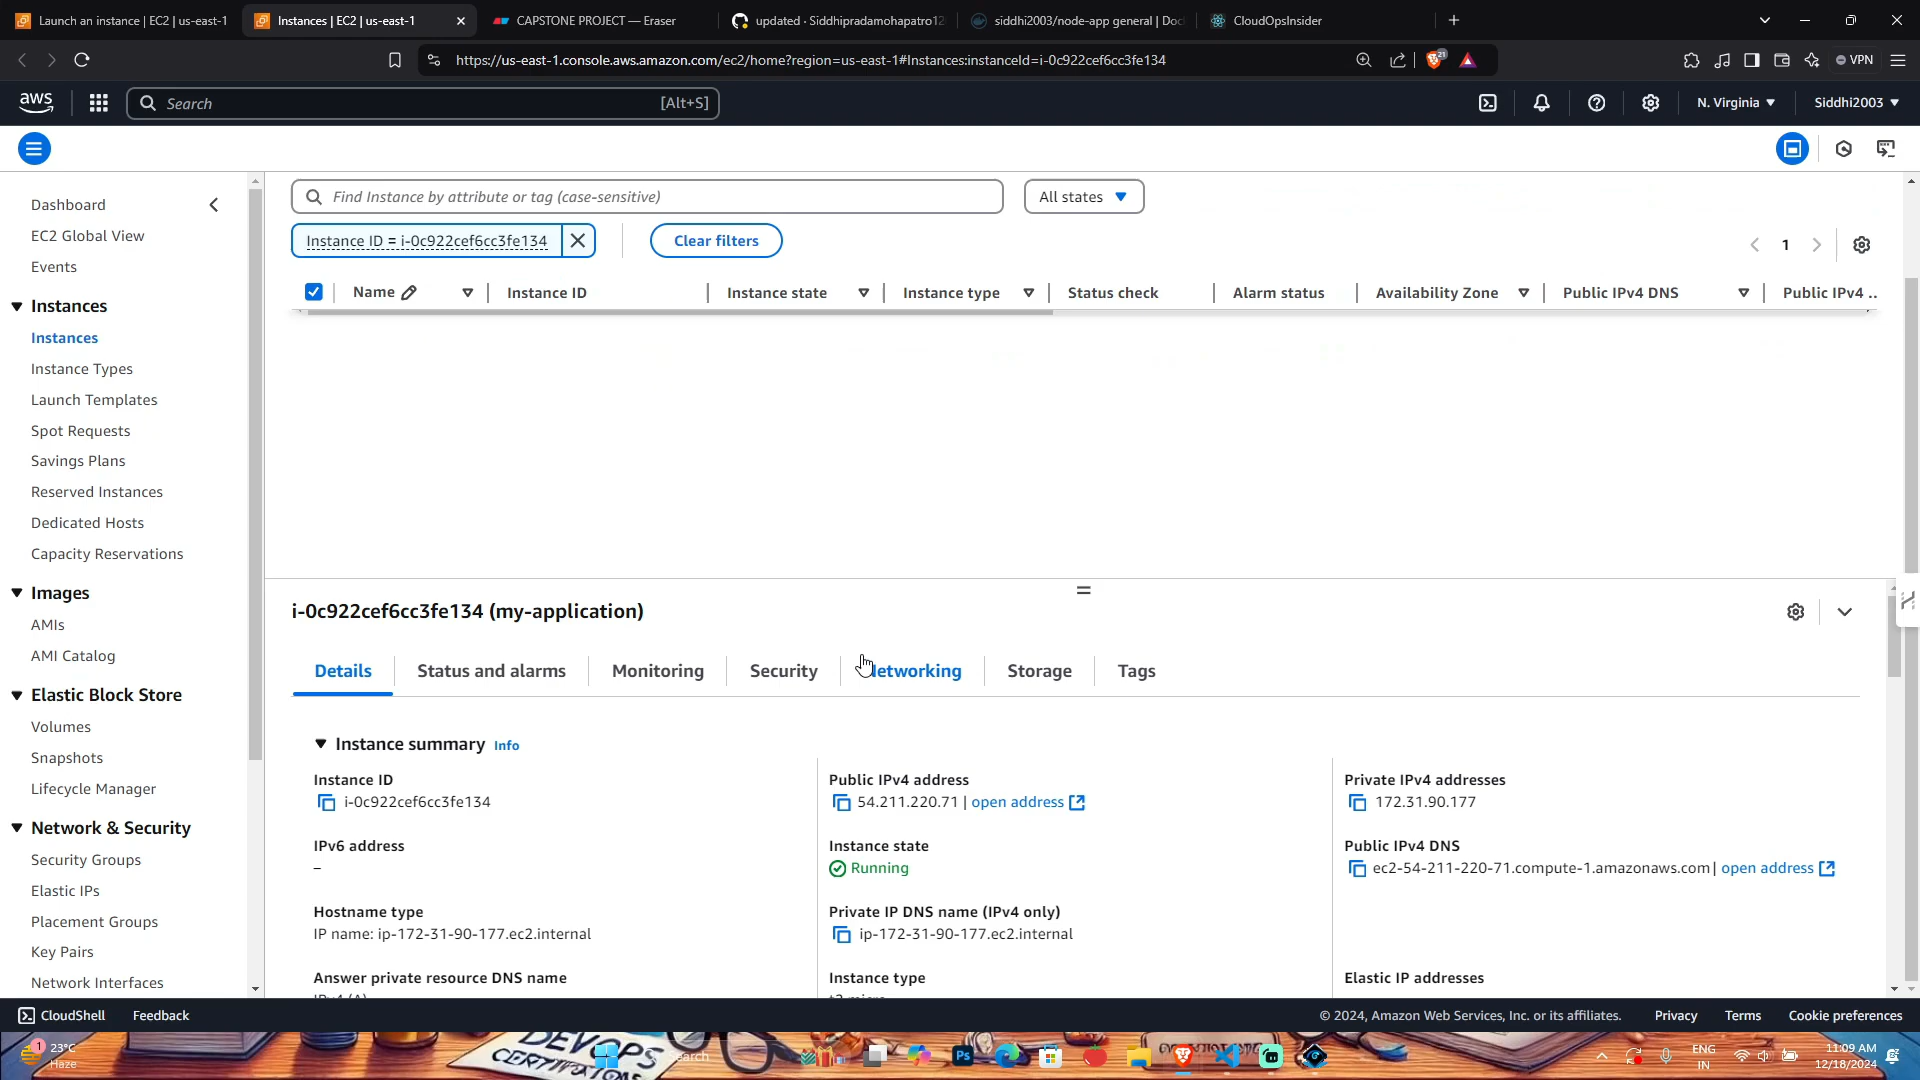 Launch an instance | EC2 | us-east-1
Instances | EC2 | us-east-1
CAPSTONE PROJECT — Eraser
updated · Siddhipradamohapatro12
siddhi2003/node-app general | Doc
CloudOpsInsider
https://us-east-1.console.aws.amazon.com/ec2/home?region=us-east-1#Instances:instanceId=i-0c922cef6cc3fe134
21
VPN
aws
Search
[Alt+S]
N. Virginia
Siddhi2003
Dashboard
EC2 Global View
Events
Instances
Instances
Instance Types
Launch Templates
Spot Requests
Savings Plans
Reserved Instances
Dedicated Hosts
Capacity Reservations
Images
AMIs
AMI Catalog
Elastic Block Store
Volumes
Snapshots
Lifecycle Manager
Network & Security
Security Groups
Elastic IPs
Placement Groups
Key Pairs
Network Interfaces
Find Instance by attribute or tag (case-sensitive)
All states
Instance ID = i-0c922cef6cc3fe134
Clear filters
1
Name
Instance ID
Instance state
Instance type
Status check
Alarm status
Availability Zone
Public IPv4 DNS
Public IPv4 ..
i-0c922cef6cc3fe134 (my-application)
Details
Status and alarms
Monitoring
Security
Networking
Storage
Tags
Instance summary Info
Instance ID
i-0c922cef6cc3fe134
Public IPv4 address
54.211.220.71 | open address
Private IPv4 addresses
172.31.90.177
IPv6 address
–
Instance state
Running
Public IPv4 DNS
ec2-54-211-220-71.compute-1.amazonaws.com | open address
Hostname type
IP name: ip-172-31-90-177.ec2.internal
Private IP DNS name (IPv4 only)
ip-172-31-90-177.ec2.internal
Answer private resource DNS name
IPv4 (A)
Instance type
t2.micro
Elastic IP addresses
CloudShell
Feedback
© 2024, Amazon Web Services, Inc. or its affiliates.
Privacy
Terms
Cookie preferences
1
23°C
Haze
DEVOPS
CERTIFICATION
Search
Ps
ENG
IN
11:09 AM
12/18/2024